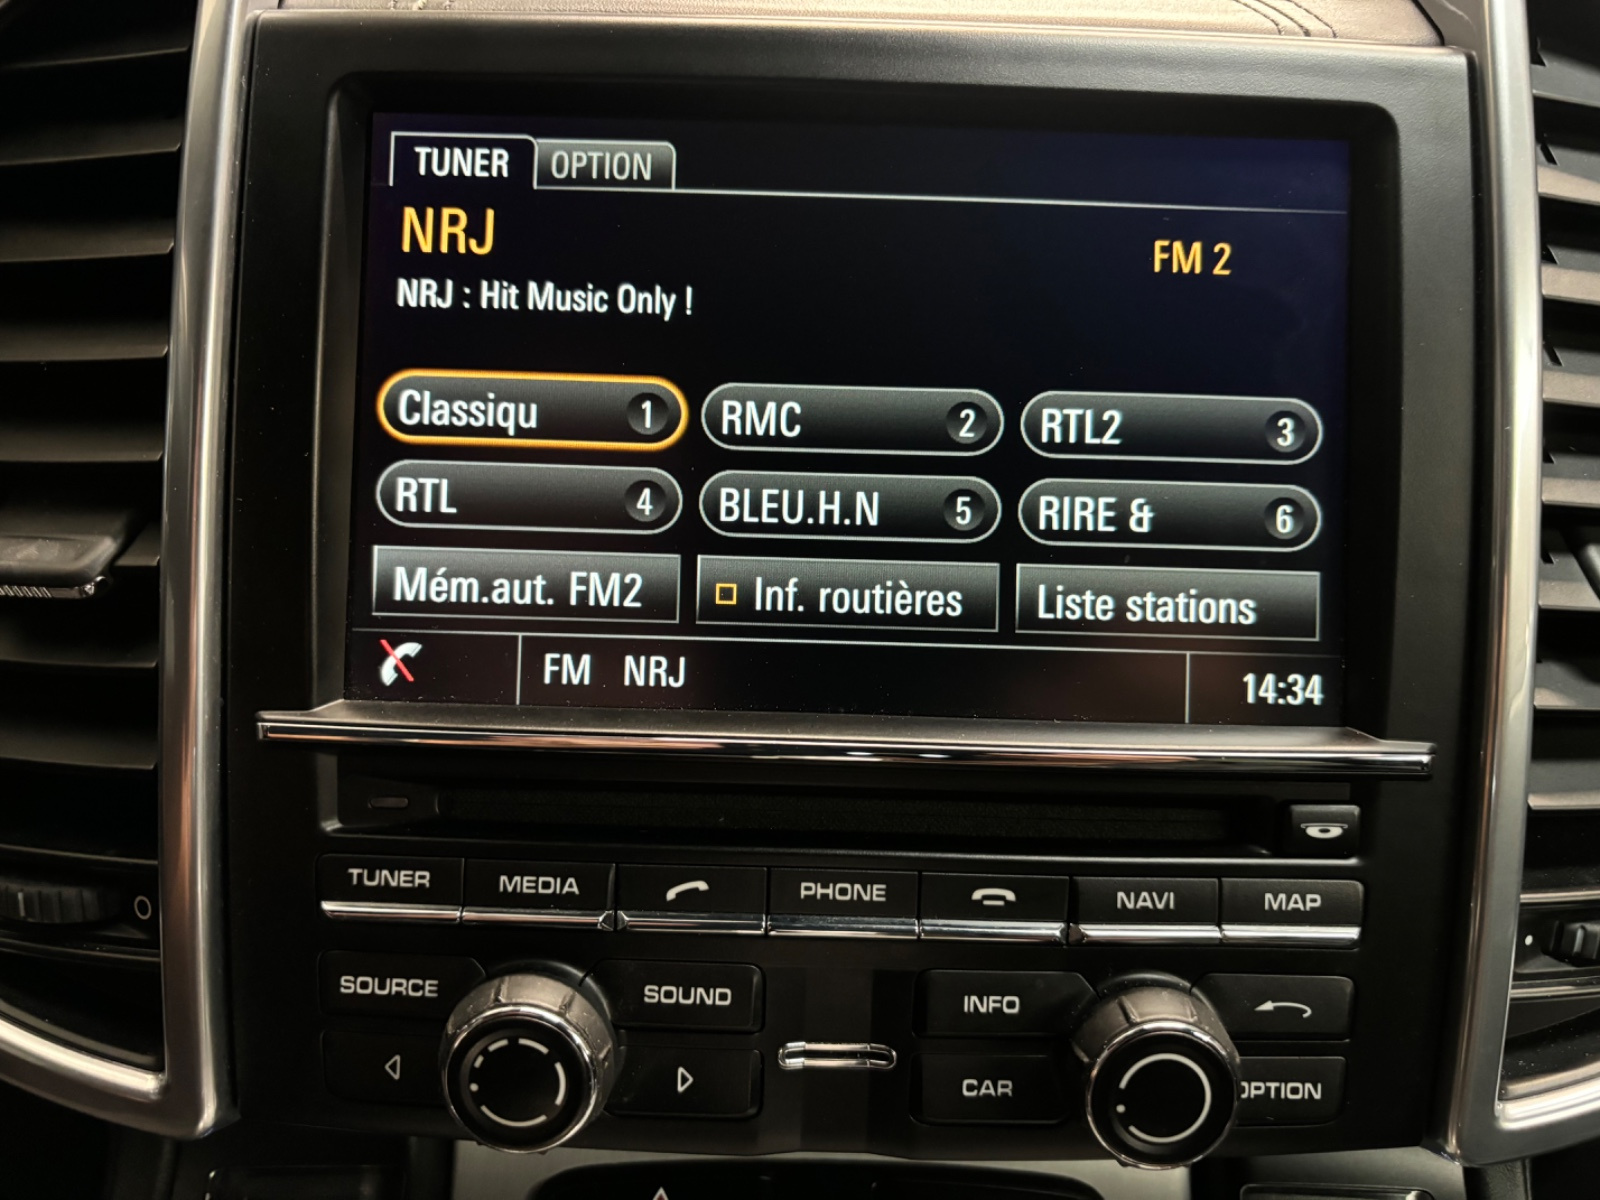 TUNER OPTION
NRJ
FM 2
NRJ : Hit Music Only !
Classiqu 1 RMC 2 RTL2 3
RTL 4 BLEU.H.N 5 RIRE & 6
Mém.aut. FM2 Inf. routières Liste stations
FM NRJ 14:34
TUNER MEDIA PHONE NAVI MAP
SOURCE SOUND INFO
CAR OPTION